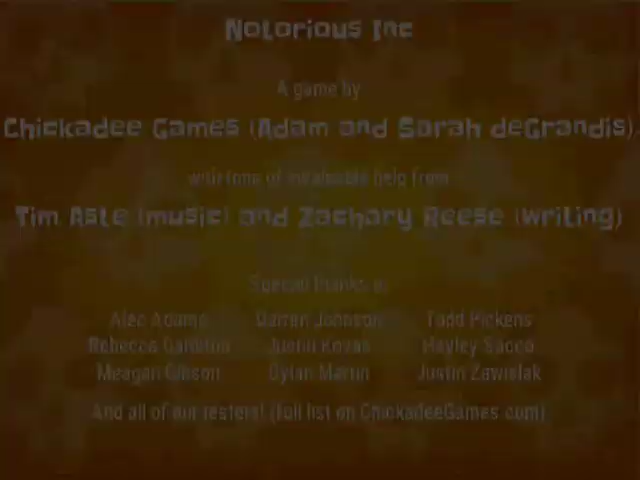 Notorious Inc
A game by
Chickadee Games (Adam and Sarah deGrandis)
with tons of invaluable help from
Tim Aste (music) and Zachary Reese (writing)
Special thanks to
Alec Adams Darren Johnson Todd Pickens
Rebecca Justin Kovas Hayley Sacco
Meagan Gibson Dylan Martin Justin Zawislak
And all of our testers! (full list on ChickadeeGames.com)